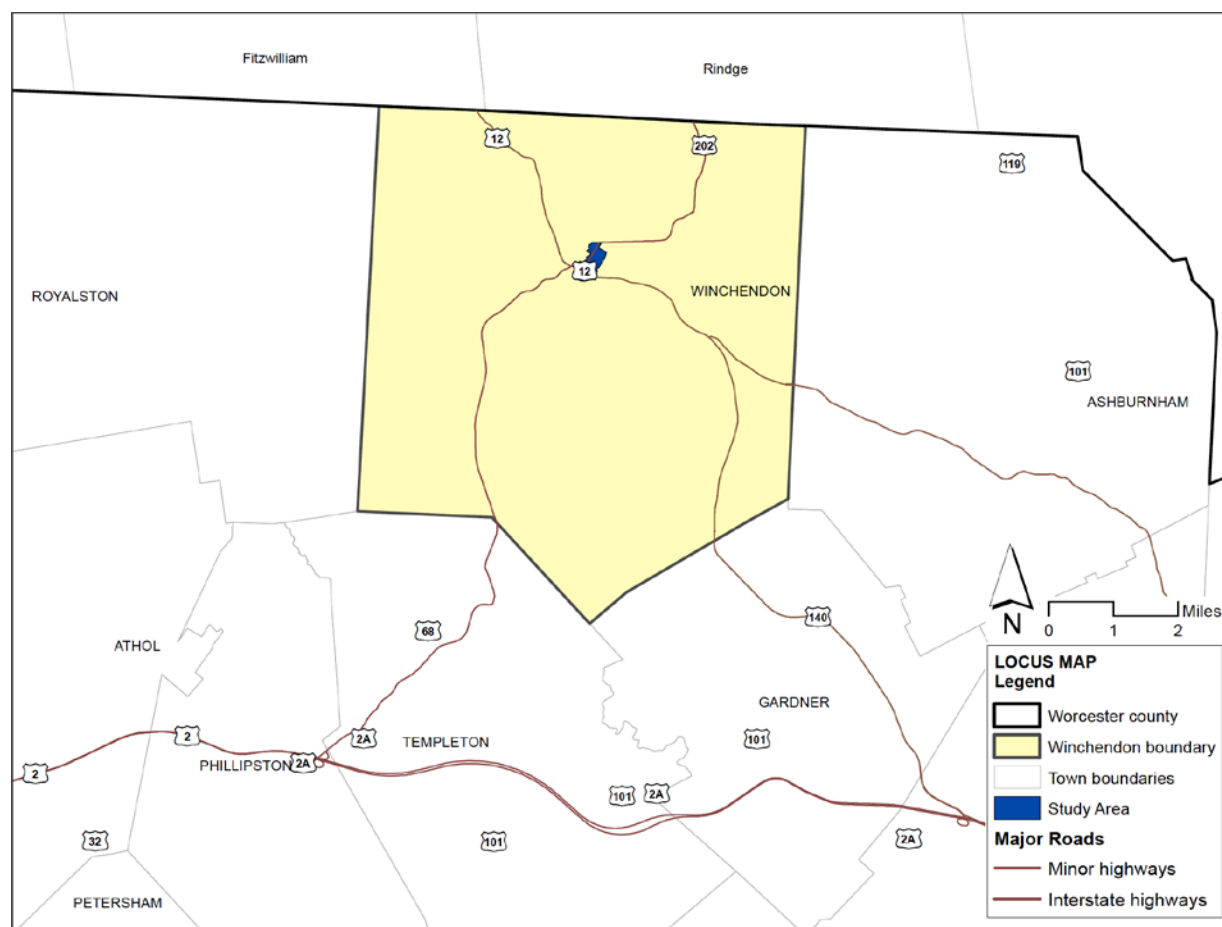 Fitzwilliam
Rindge
12
202
119
12
ROYALSTON
WINCHENDON
101
ASHBURNHAM
N
0 1 2 Miles
68
140
ATHOL
GARDNER
2
2A
TEMPLETON
101
PHILLIPSTON
2A
2
101
2A
32
101
2A
PETERSHAM
LOCUS MAP
Legend
Worcester county
Winchendon boundary
Town boundaries
Study Area
Major Roads
Minor highways
Interstate highways